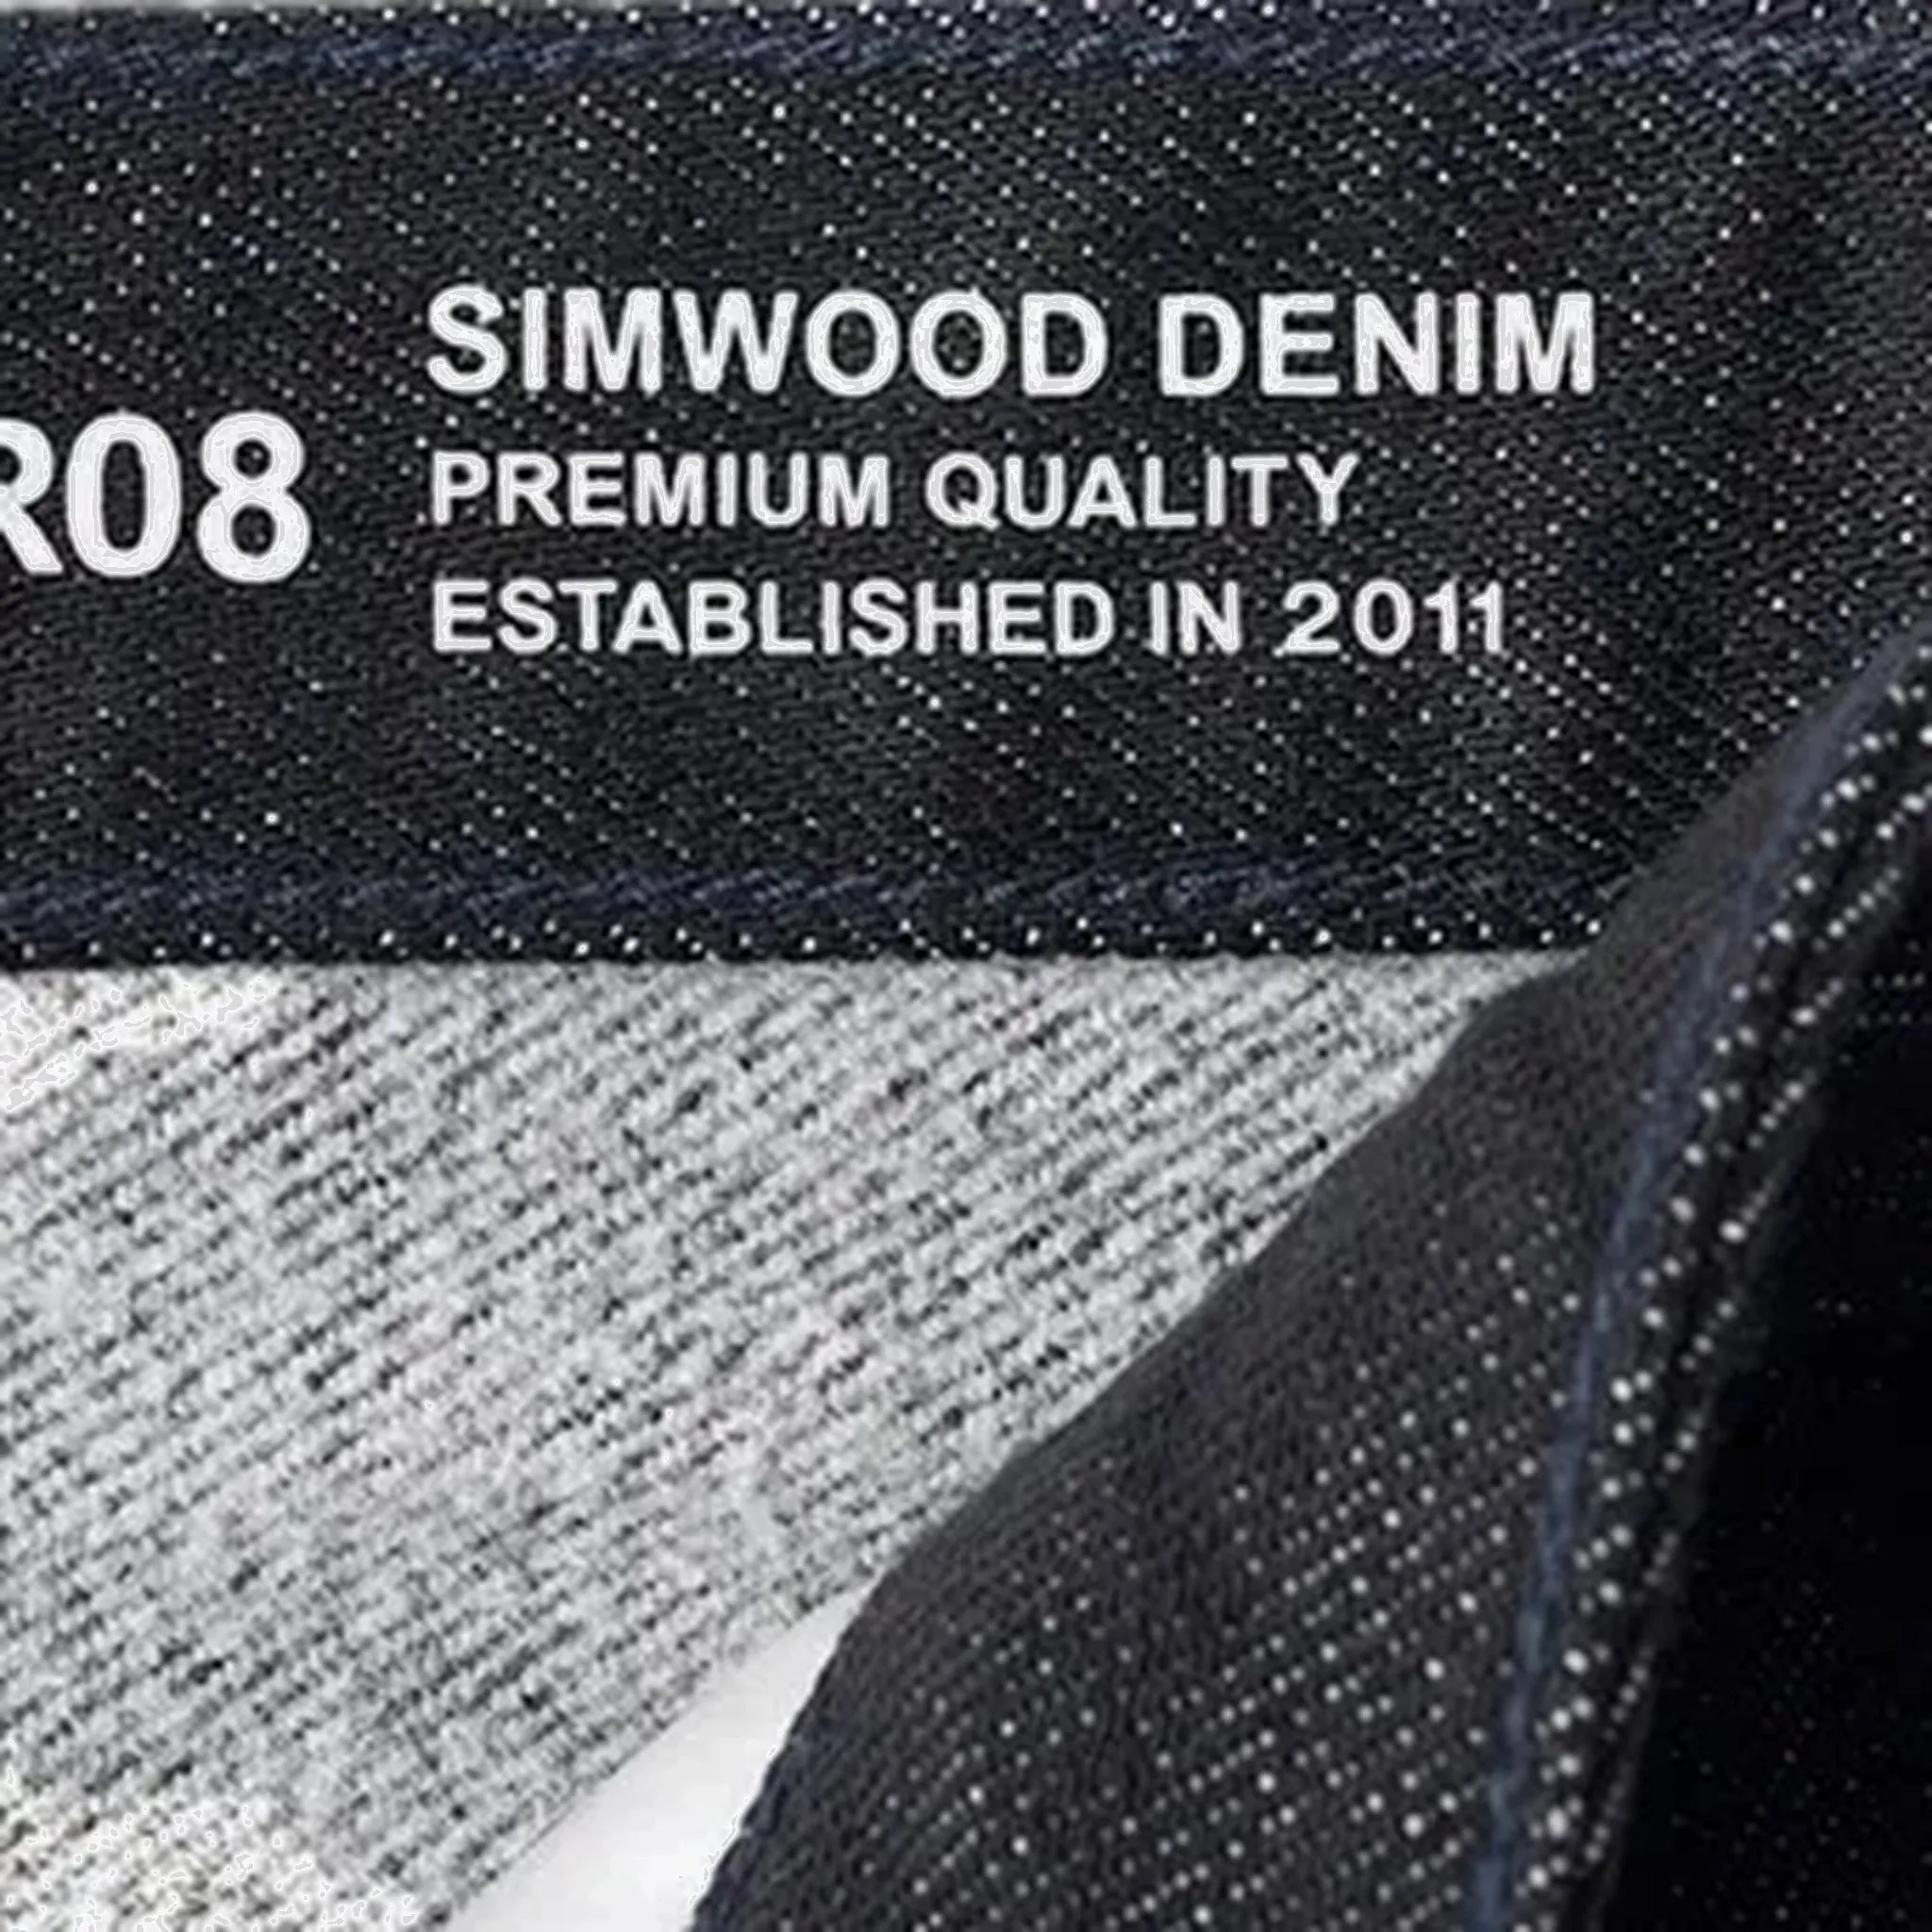 SIMWOOD DENIM
R08
PREMIUM QUALITY
ESTABLISHED IN 2011